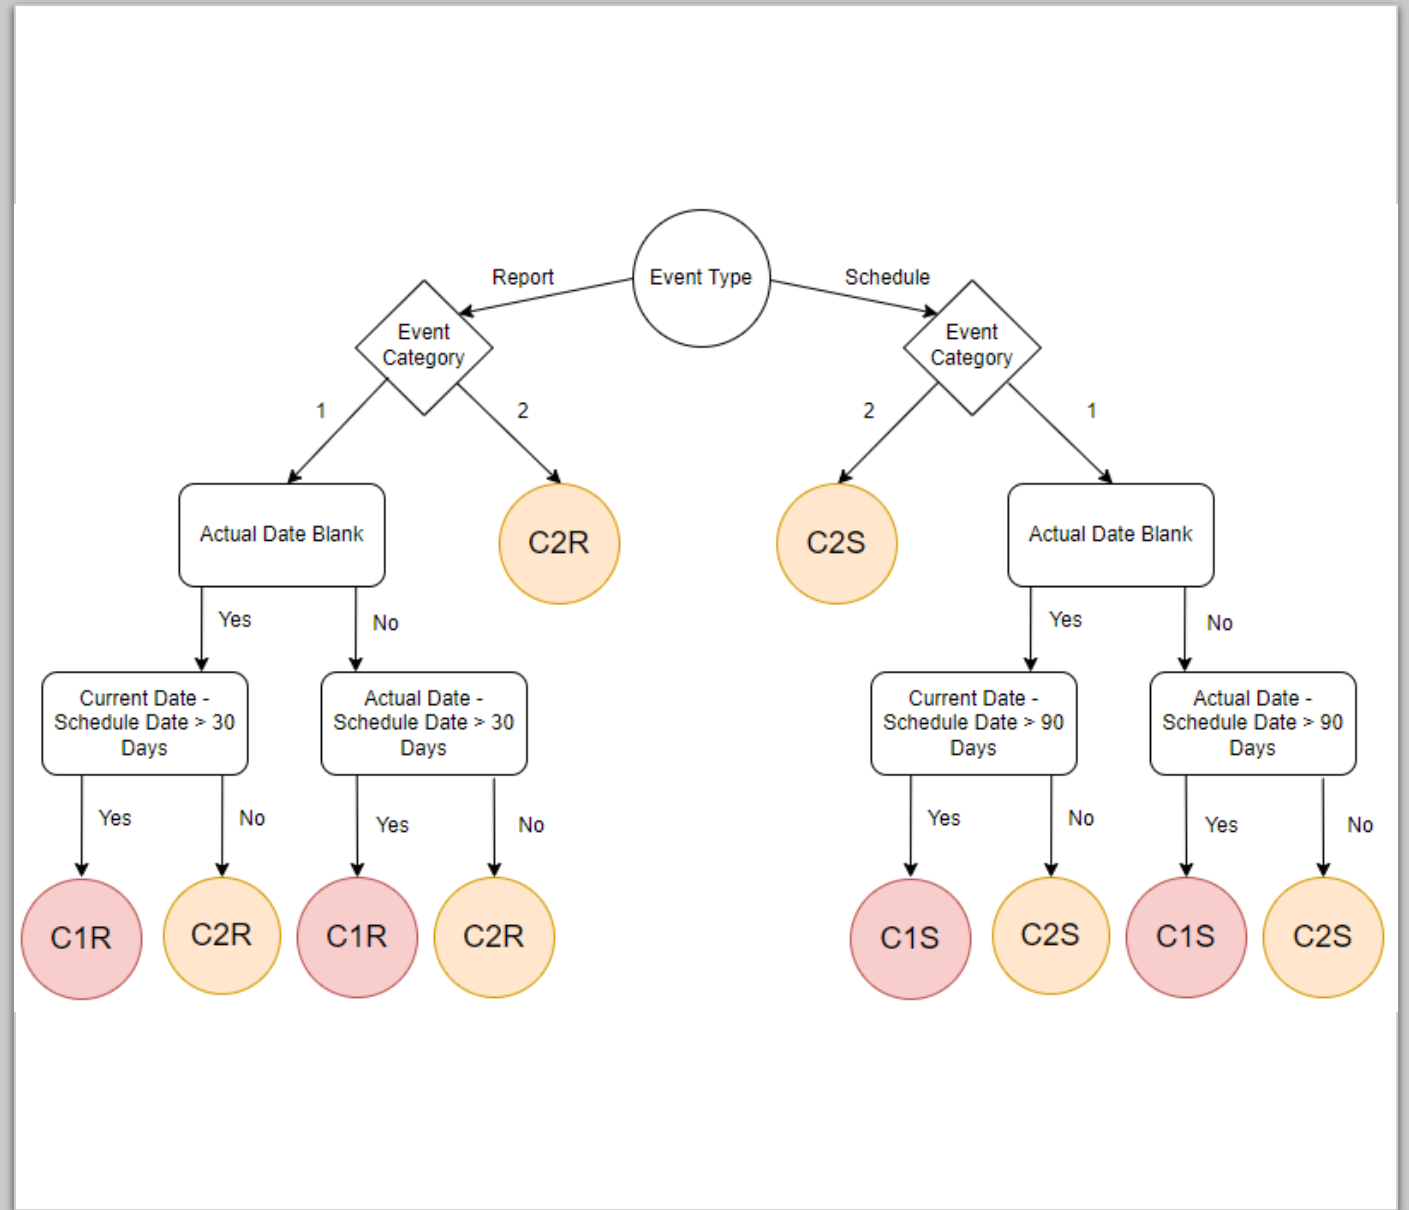 Event Type
Report
Schedule
Event
Category
Event
Category
1
2
2
1
Actual Date Blank
C2R
C2S
Actual Date Blank
Yes
No
Yes
No
Current Date -
Schedule Date > 30
Days
Actual Date -
Schedule Date > 30
Days
Current Date -
Schedule Date > 90
Days
Actual Date -
Schedule Date > 90
Days
Yes
No
Yes
No
Yes
No
Yes
No
C1R
C2R
C1R
C2R
C1S
C2S
C1S
C2S